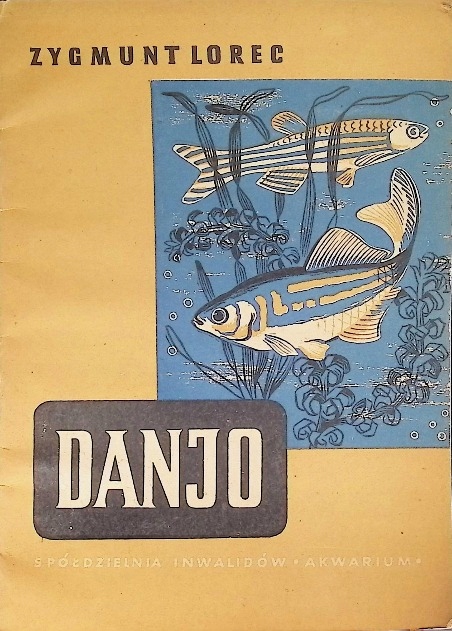 ZYGMUNT LOREC
DANJO
SPÓŁDZIELNIA INWALIDÓW • AKWARIUM •